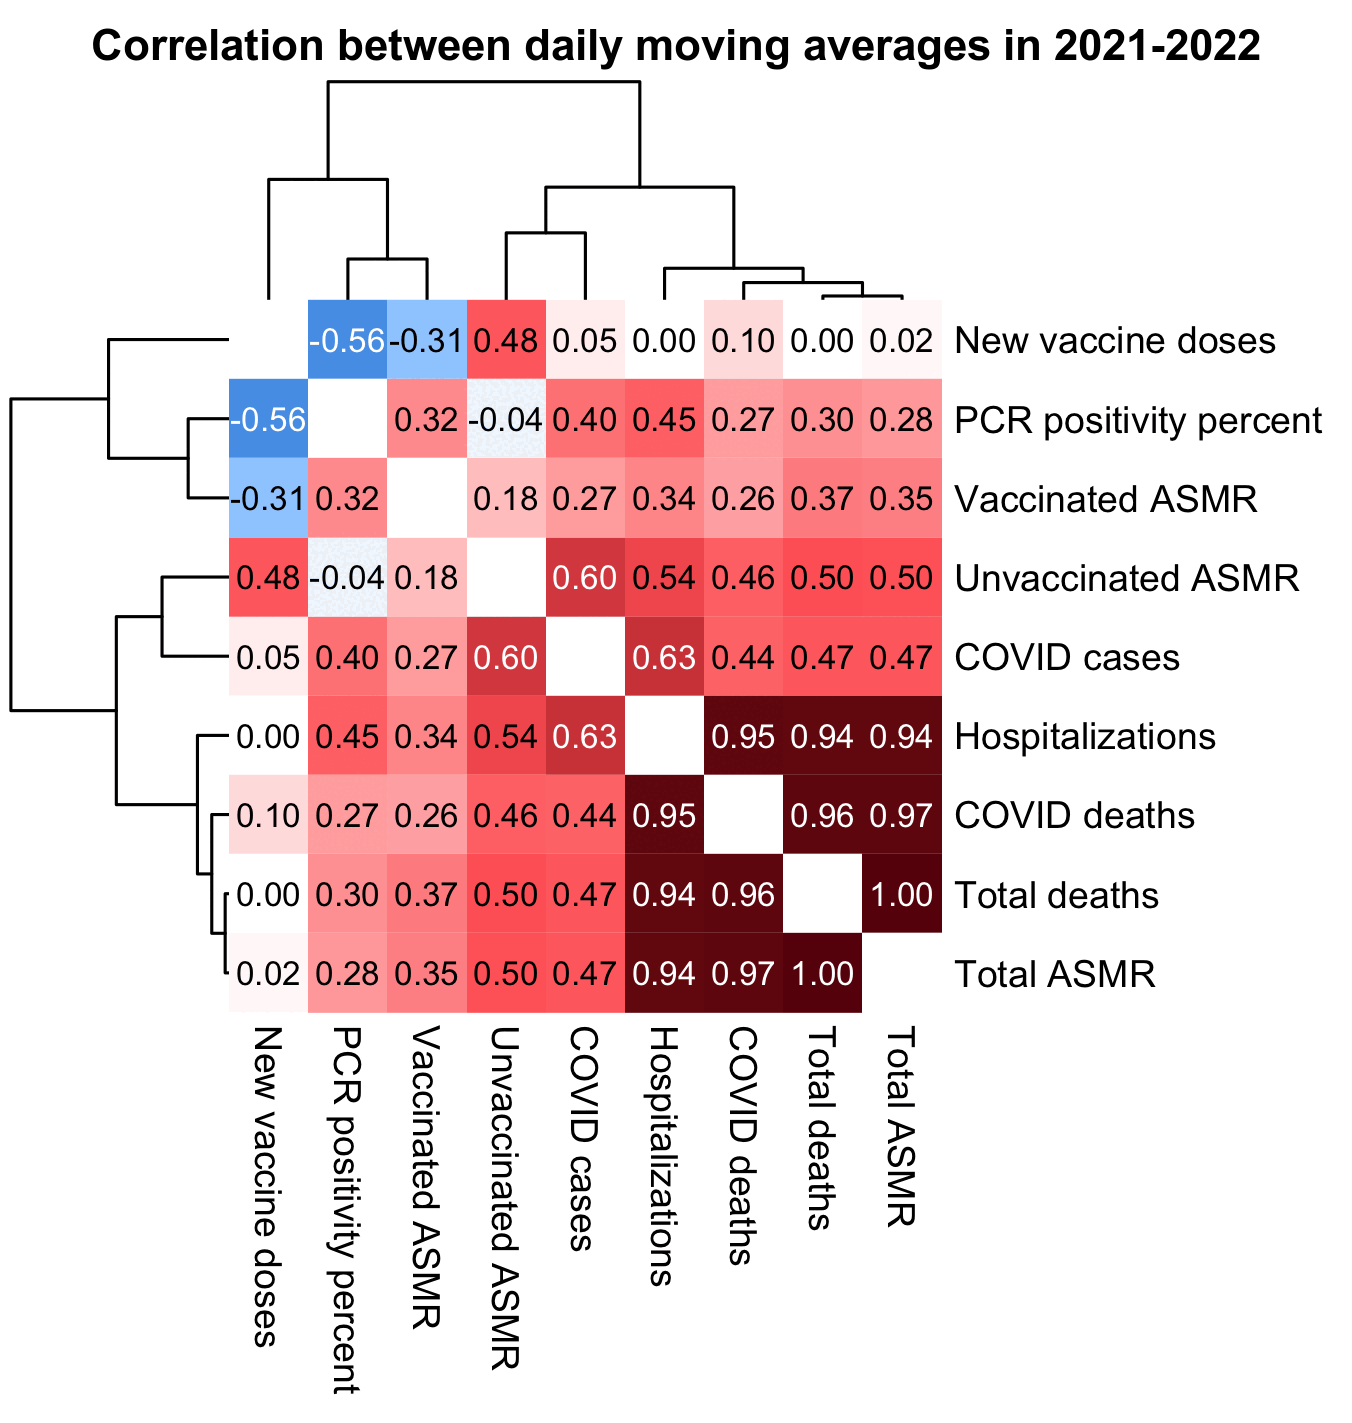 Correlation between daily moving averages in 2021-2022
-0.56 -0.31 0.48 0.05 0.00 0.10 0.00 0.02 New vaccine doses
-0.56 0.32 -0.04 0.40 0.45 0.27 0.30 0.28 PCR positivity percent
-0.31 0.32 0.18 0.27 0.34 0.26 0.37 0.35 Vaccinated ASMR
0.48 -0.04 0.18 0.60 0.54 0.46 0.50 0.50 Unvaccinated ASMR
0.05 0.40 0.27 0.60 0.63 0.44 0.47 0.47 COVID cases
0.00 0.45 0.34 0.54 0.63 0.95 0.94 0.94 Hospitalizations
0.10 0.27 0.26 0.46 0.44 0.95 0.96 0.97 COVID deaths
0.00 0.30 0.37 0.50 0.47 0.94 0.96 1.00 Total deaths
0.02 0.28 0.35 0.50 0.47 0.94 0.97 1.00 Total ASMR
New vaccine doses
PCR positivity percent
Vaccinated ASMR
Unvaccinated ASMR
COVID cases
Hospitalizations
COVID deaths
Total deaths
Total ASMR